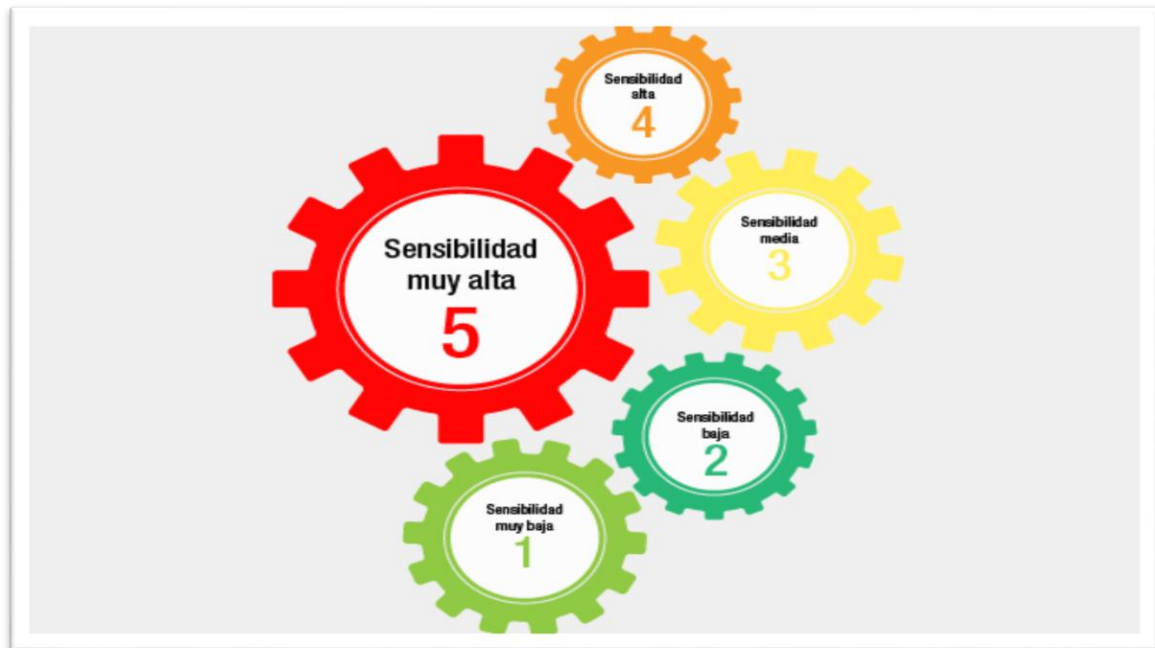 Sensibilidad
alta
4
Sensibilidad
media
3
Sensibilidad
muy alta
5
Sensibilidad
baja
2
Sensibilidad
muy baja
1